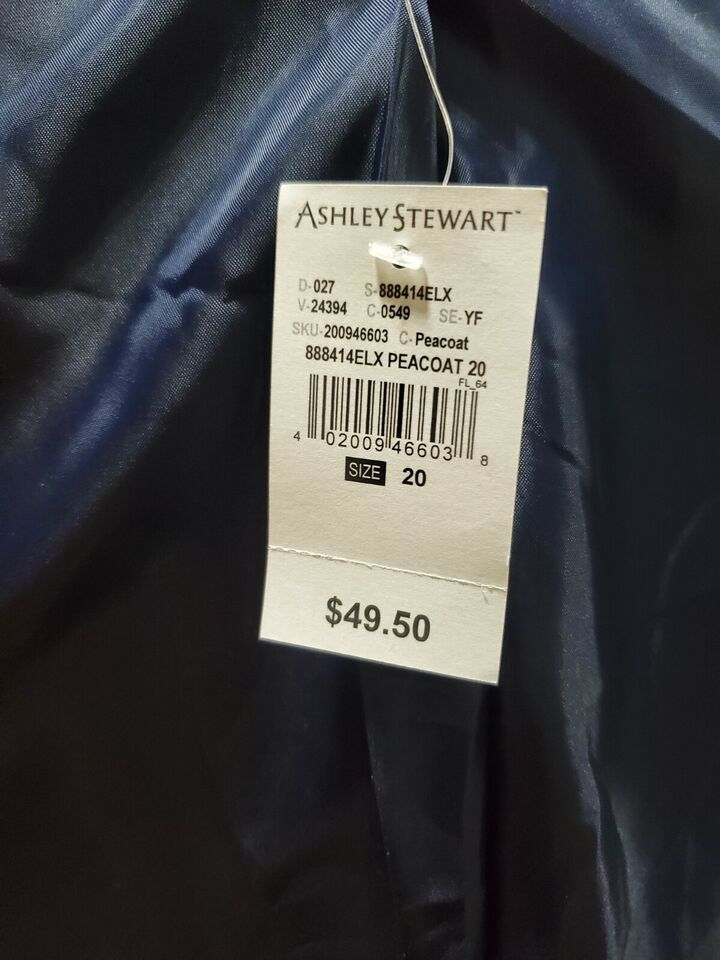 ASHLEY STEWART™
D-027 S-888414ELX
V-24394 C-0549 SE-YF
SKU-200946603 C-Peacoat
888414ELX PEACOAT 20
FL_64
4 02009 46603 8
SIZE 20
$49.50